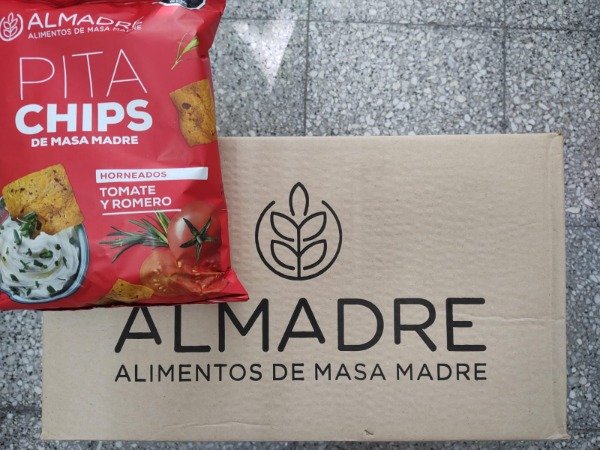 ALMADRE
ALIMENTOS DE MASA MADRE
PITA
CHIPS
DE MASA MADRE
HORNEADOS
TOMATE
Y ROMERO
ALMADRE
ALIMENTOS DE MASA MADRE